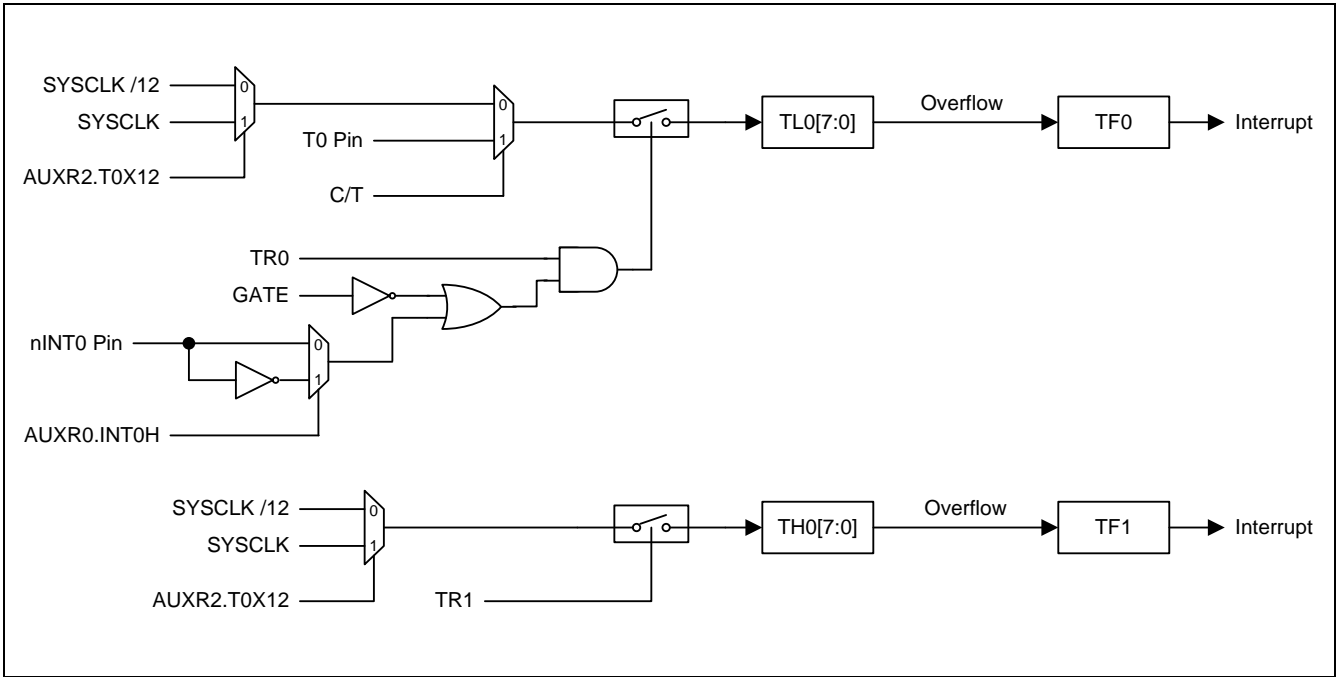 SYSCLK /12
0
SYSCLK
1
AUXR2.T0X12
0
T0 Pin
1
C/T
TL0[7:0]
Overflow
TF0
Interrupt
TR0
GATE
nINT0 Pin
0
1
AUXR0.INT0H
SYSCLK /12
0
SYSCLK
1
AUXR2.T0X12
TR1
TH0[7:0]
Overflow
TF1
Interrupt